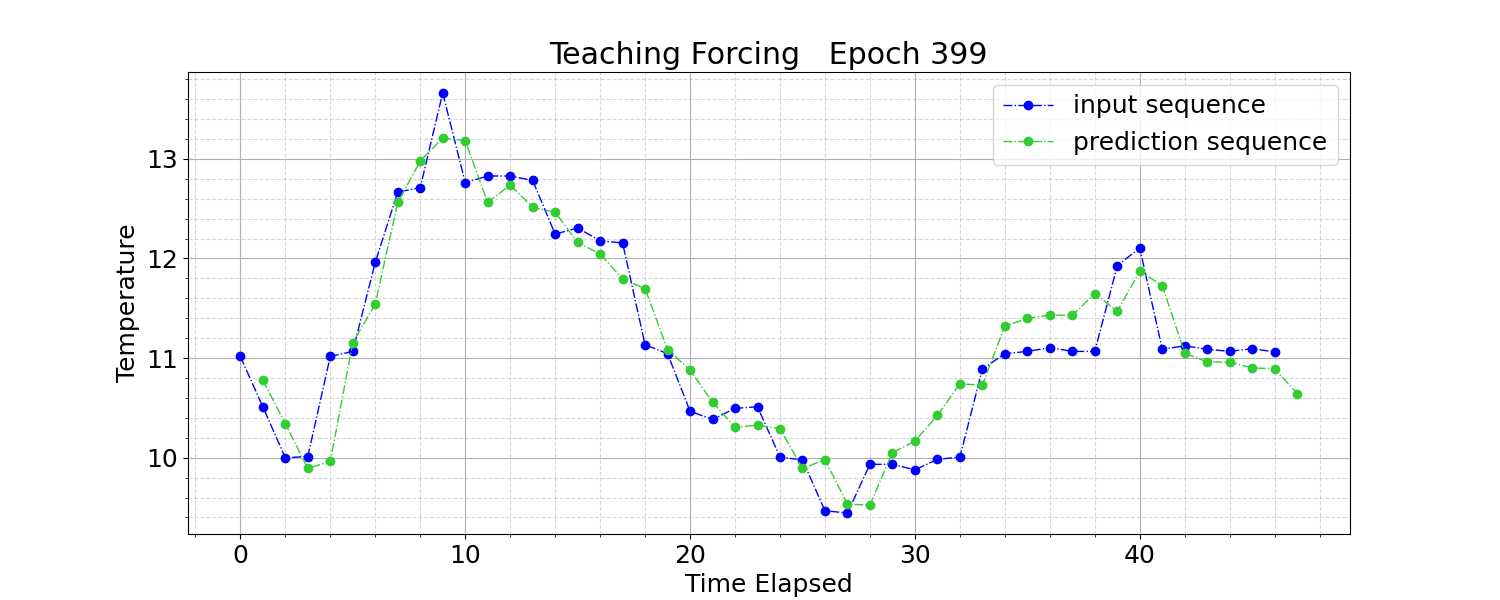 Teaching Forcing   Epoch 399
input sequence
prediction sequence
Temperature
13
12
11
10
0 10 20 30 40
Time Elapsed